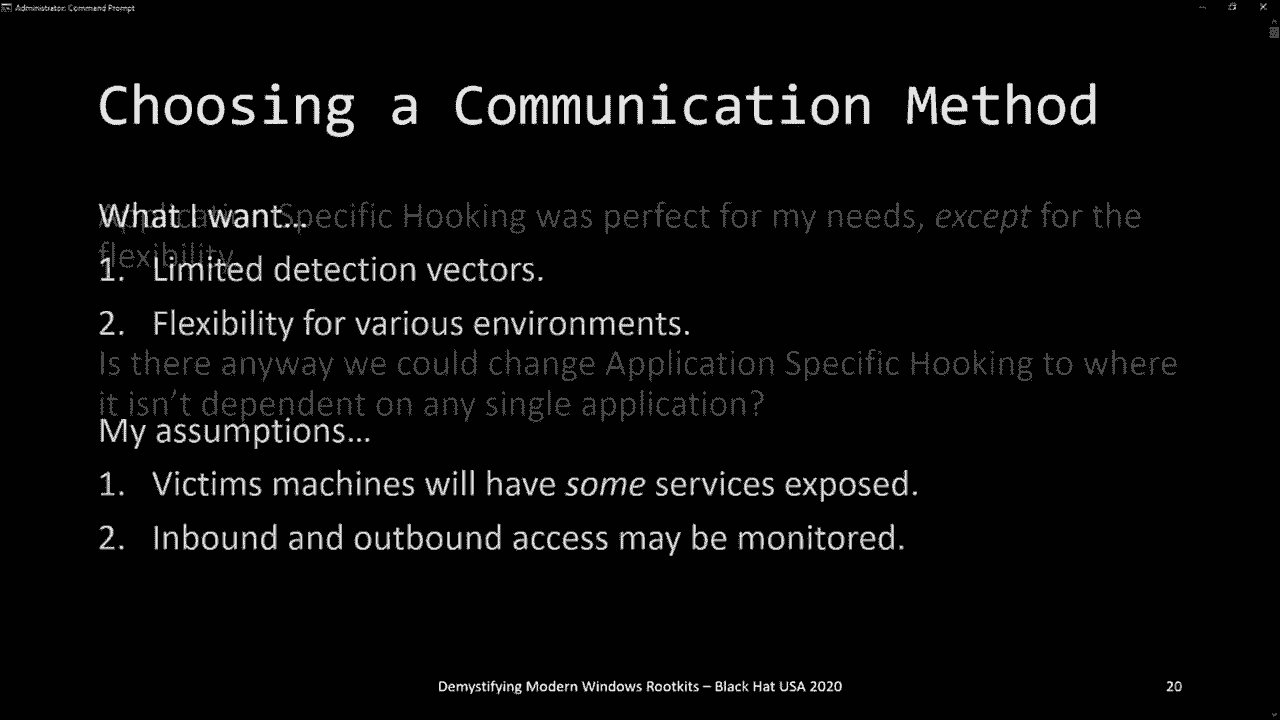 Administrator: Command Prompt
Choosing a Communication Method
What I want...
Application Specific Hooking was perfect for my needs, except for the
flexibility.
1. Limited detection vectors.
2. Flexibility for various environments.
Is there anyway we could change Application Specific Hooking to where
it isn't dependent on any single application?
My assumptions...
1. Victims machines will have some services exposed.
2. Inbound and outbound access may be monitored.
Demystifying Modern Windows Rootkits – Black Hat USA 2020
20